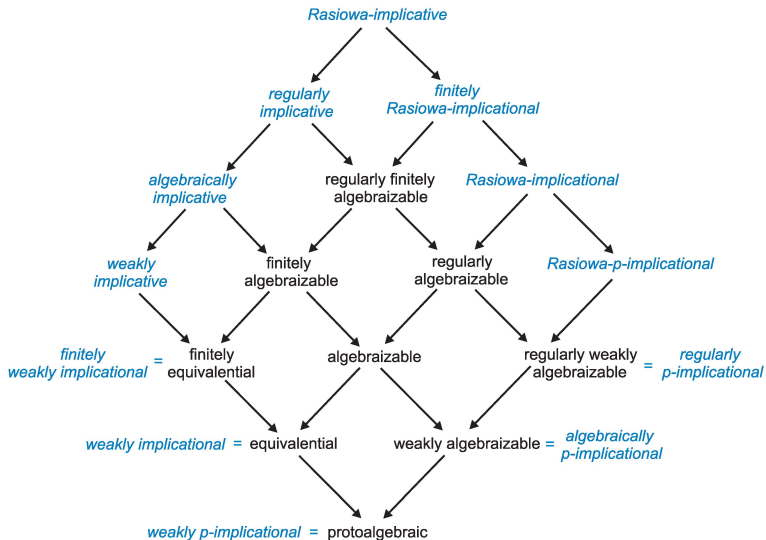 Rasiowa-implicative
regularly
implicative
finitely
Rasiowa-implicational
algebraically
implicative
regularly finitely
algebraizable
Rasiowa-implicational
weakly
implicative
finitely
algebraizable
regularly
algebraizable
Rasiowa-p-implicational
finitely
weakly implicational
=
finitely
equivalential
algebraizable
regularly weakly
algebraizable
=
regularly
p-implicational
weakly implicational = equivalential
weakly algebraizable =
algebraically
p-implicational
weakly p-implicational = protoalgebraic